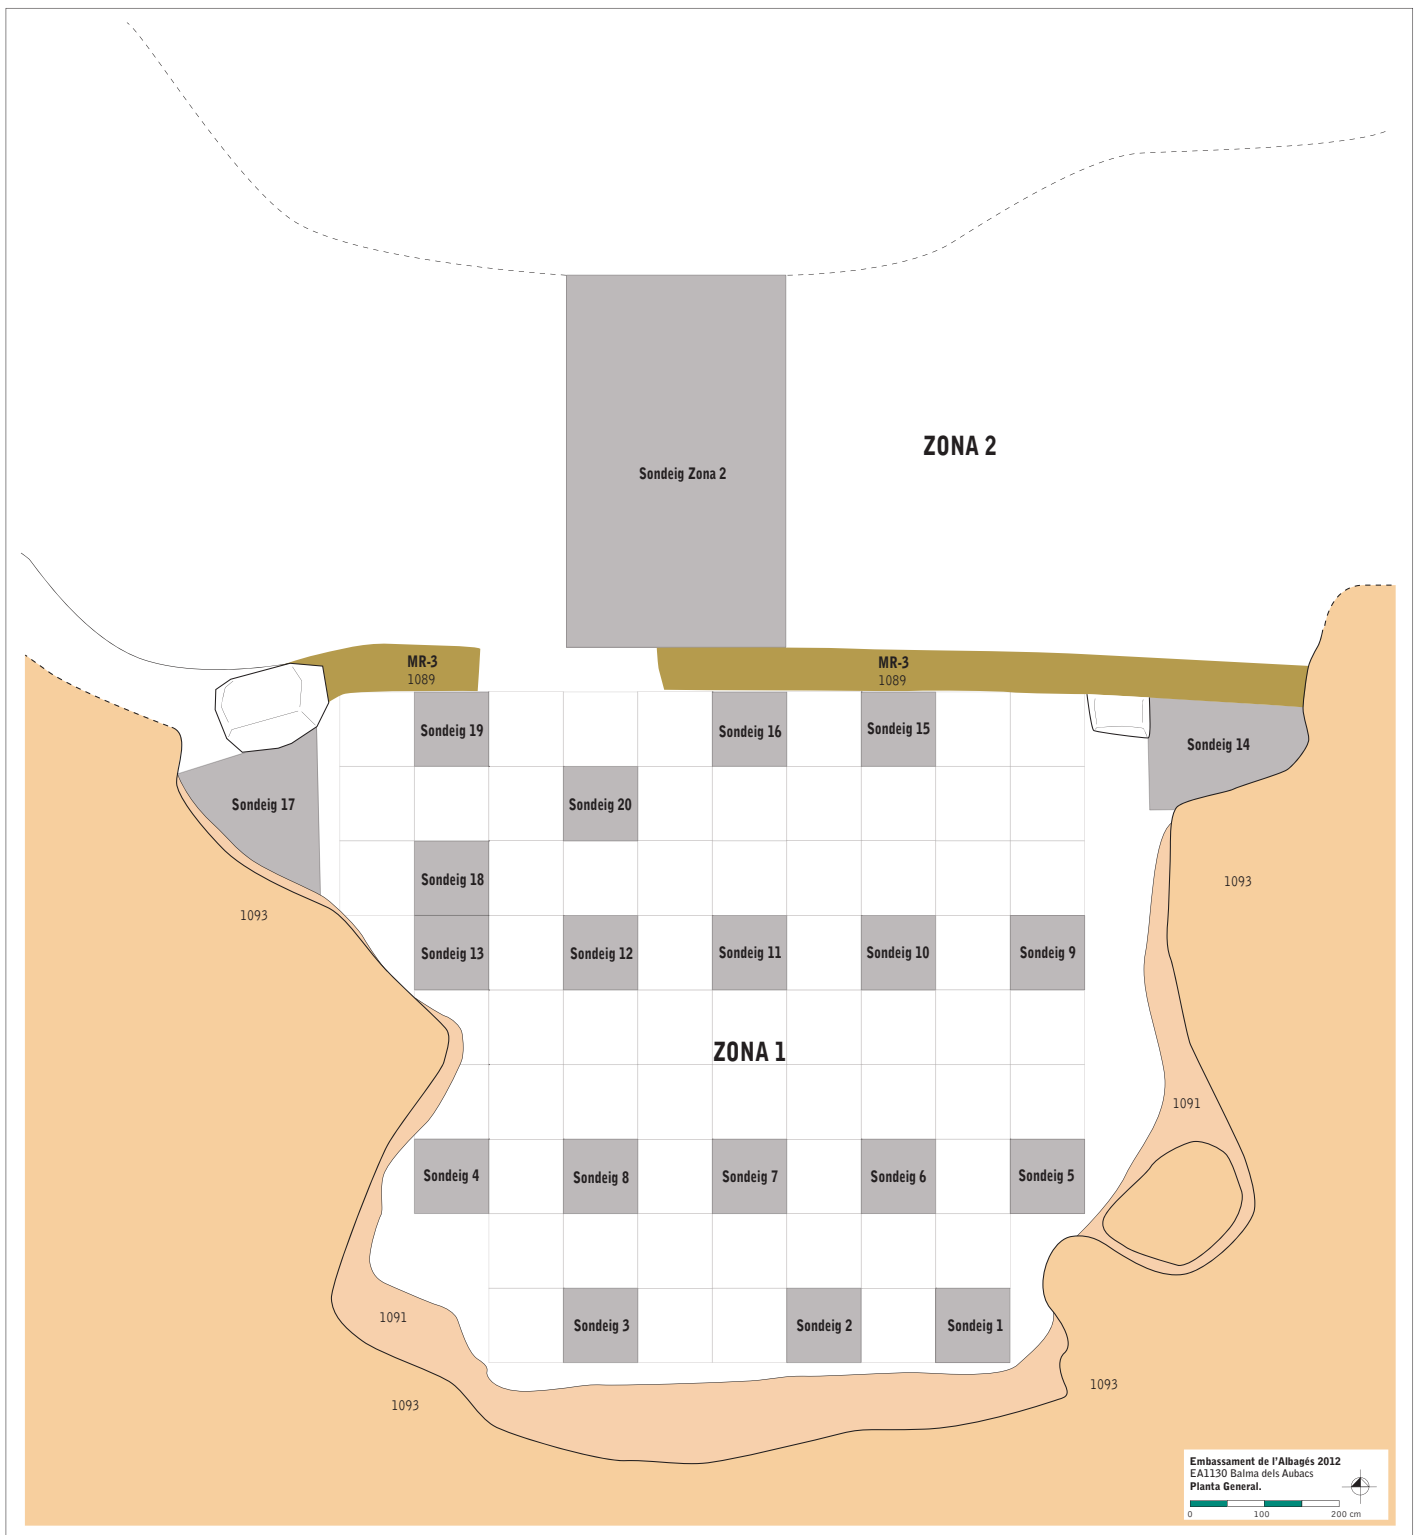 ZONA 2
Sondeig Zona 2
MR-3
1089
MR-3
1089
Sondeig 19
Sondeig 16
Sondeig 15
Sondeig 14
Sondeig 17
Sondeig 20
Sondeig 18
1093
1093
Sondeig 13
Sondeig 12
Sondeig 11
Sondeig 10
Sondeig 9
ZONA 1
1091
Sondeig 4
Sondeig 8
Sondeig 7
Sondeig 6
Sondeig 5
1091
Sondeig 3
Sondeig 2
Sondeig 1
1093
1093
Embassament de l'Albagés 2012
EA1130 Balma dels Aubacs
Planta General.
0 100 200 cm